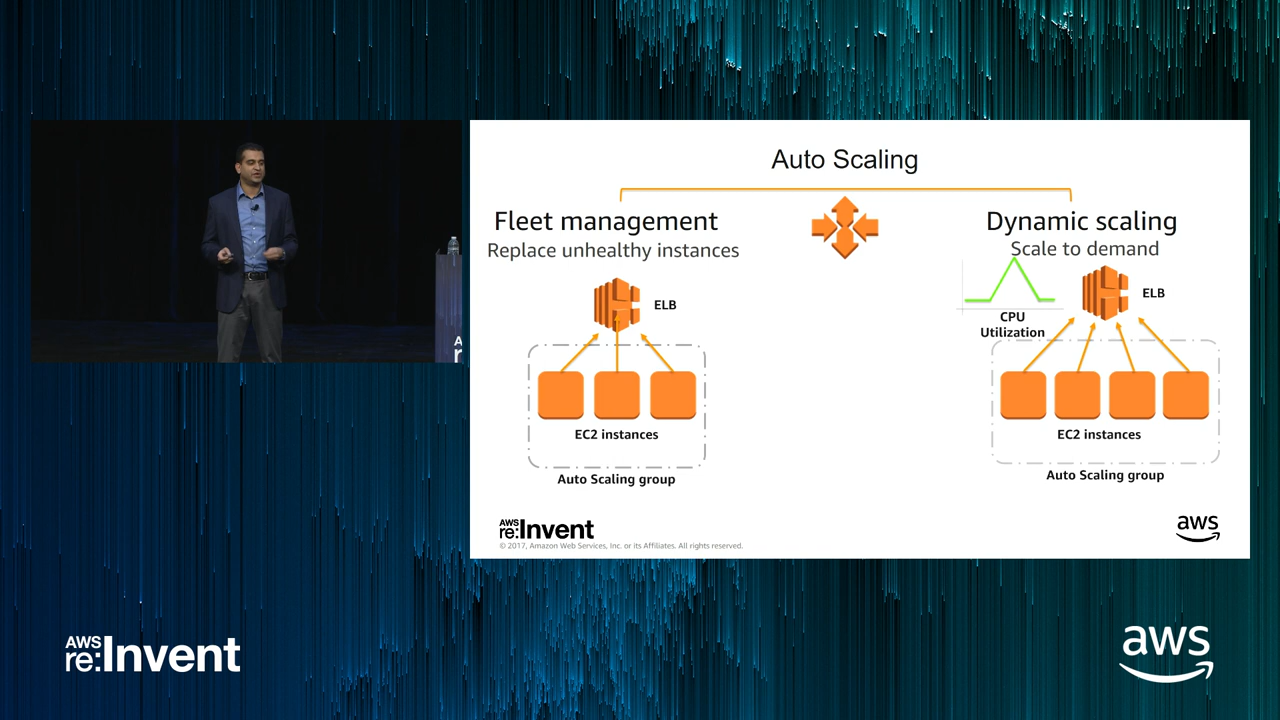 Auto Scaling
Fleet management
Replace unhealthy instances
ELB
EC2 instances
Auto Scaling group
Dynamic scaling
Scale to demand
ELB
CPU
Utilization
EC2 instances
Auto Scaling group
AWS
re:Invent
© 2017, Amazon Web Services, Inc. or its Affiliates. All rights reserved.
aws
AWS
re:Invent
aws